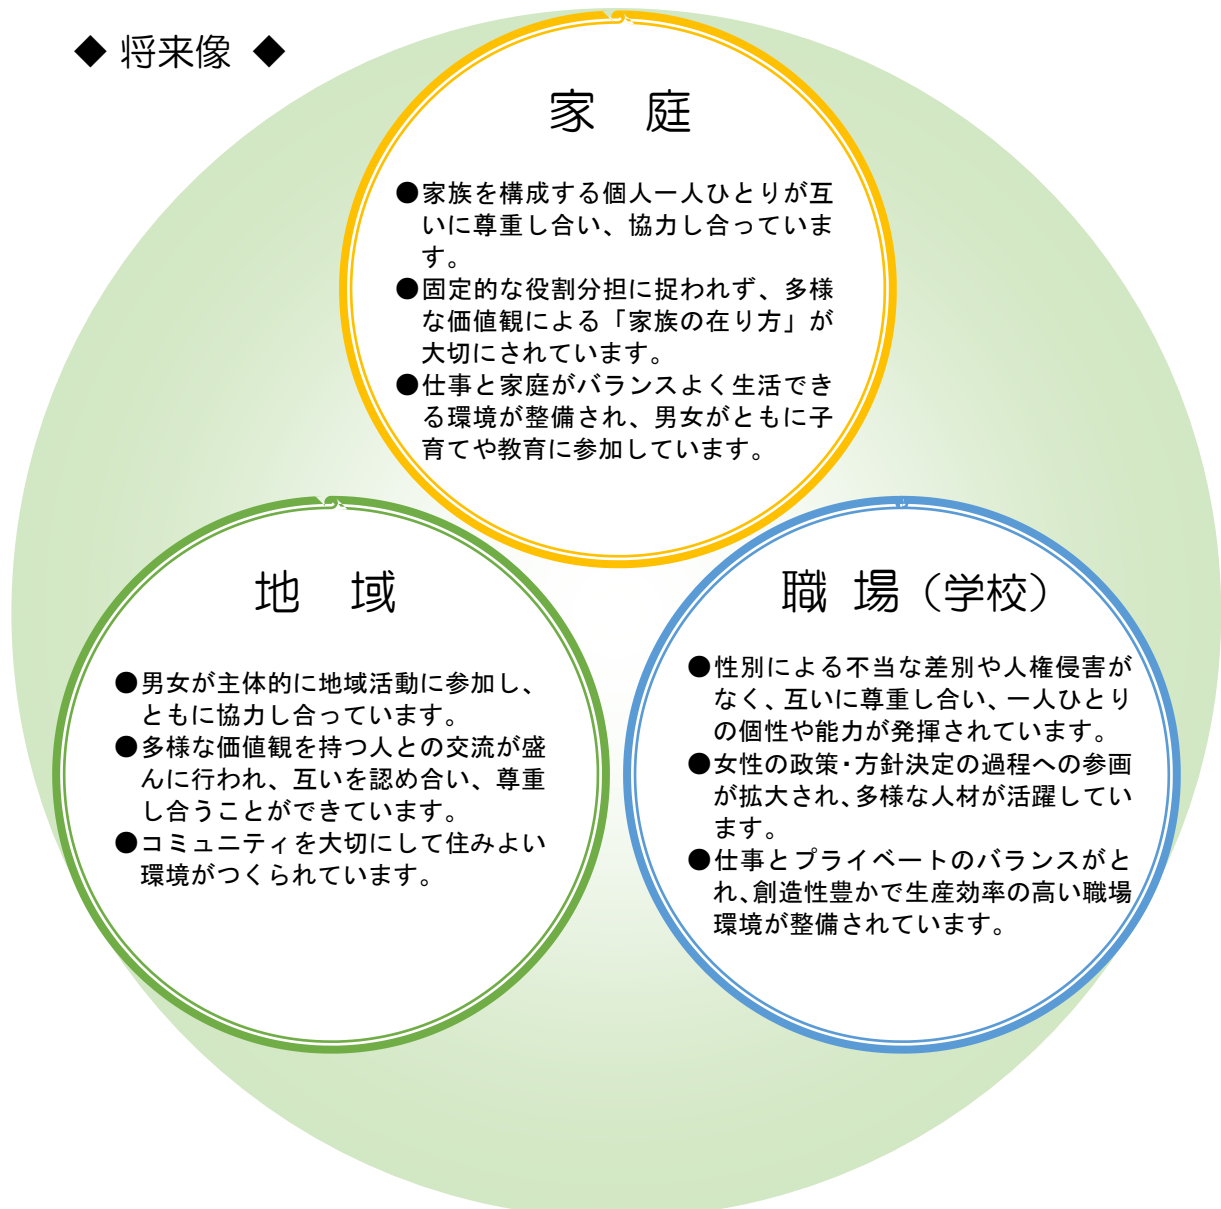 ◆ 将来像 ◆
家 庭
●家族を構成する個人一人ひとりが互
いに尊重し合い、協力し合っていま
す。
●固定的な役割分担に捉われず、多様
な価値観による「家族の在り方」が
大切にされています。
●仕事と家庭がバランスよく生活でき
る環境が整備され、男女がともに子
育てや教育に参加しています。
地 域
●男女が主体的に地域活動に参加し、
ともに協力し合っています。
●多様な価値観を持つ人との交流が盛
んに行われ、互いを認め合い、尊重
し合うことができています。
●コミュニティを大切にして住みよい
環境がつくられています。
職 場（学校）
●性別による不当な差別や人権侵害が
なく、互いに尊重し合い、一人ひとり
の個性や能力が発揮されています。
●女性の政策・方針決定の過程への参画
が拡大され、多様な人材が活躍してい
ます。
●仕事とプライベートのバランスがと
れ、創造性豊かで生産効率の高い職場
環境が整備されています。